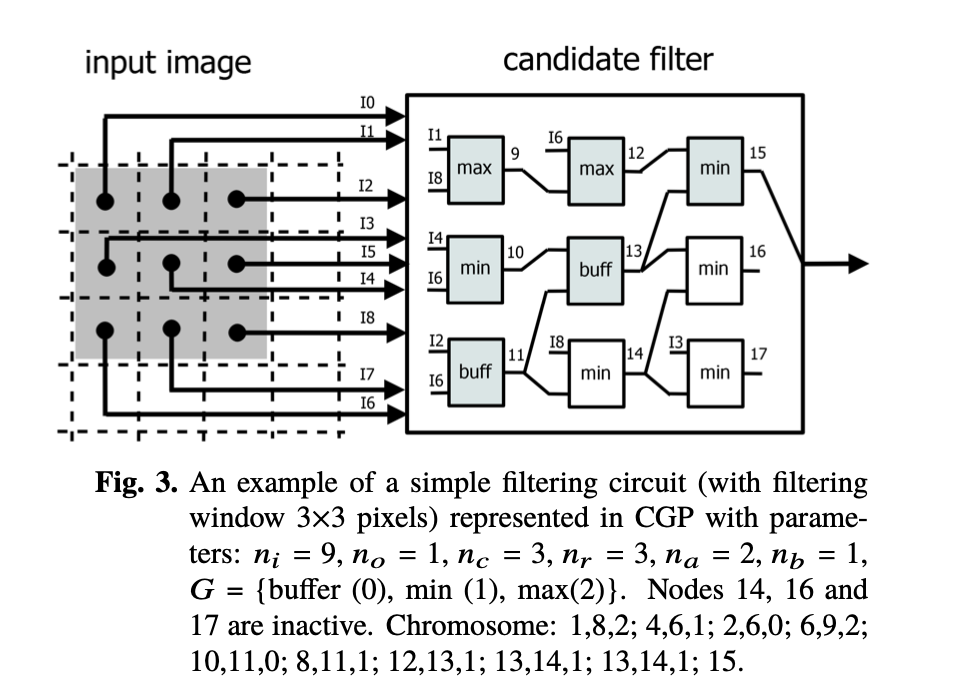 input image
candidate filter
I0
I1
I2
I3
I5
I4
I8
I7
I6
I1
I8
max
9
I6
max
12
min
15
I4
I6
min
10
buff
13
min
16
I2
I6
buff
11
I8
min
14
I3
min
17
Fig. 3. An example of a simple filtering circuit (with filtering
window 3×3 pixels) represented in CGP with parame-
ters: nᵢ = 9, nₒ = 1, n_c = 3, nᵣ = 3, nₐ = 2, n_b = 1,
G = {buffer (0), min (1), max(2)}. Nodes 14, 16 and
17 are inactive. Chromosome: 1,8,2; 4,6,1; 2,6,0; 6,9,2;
10,11,0; 8,11,1; 12,13,1; 13,14,1; 13,14,1; 15.